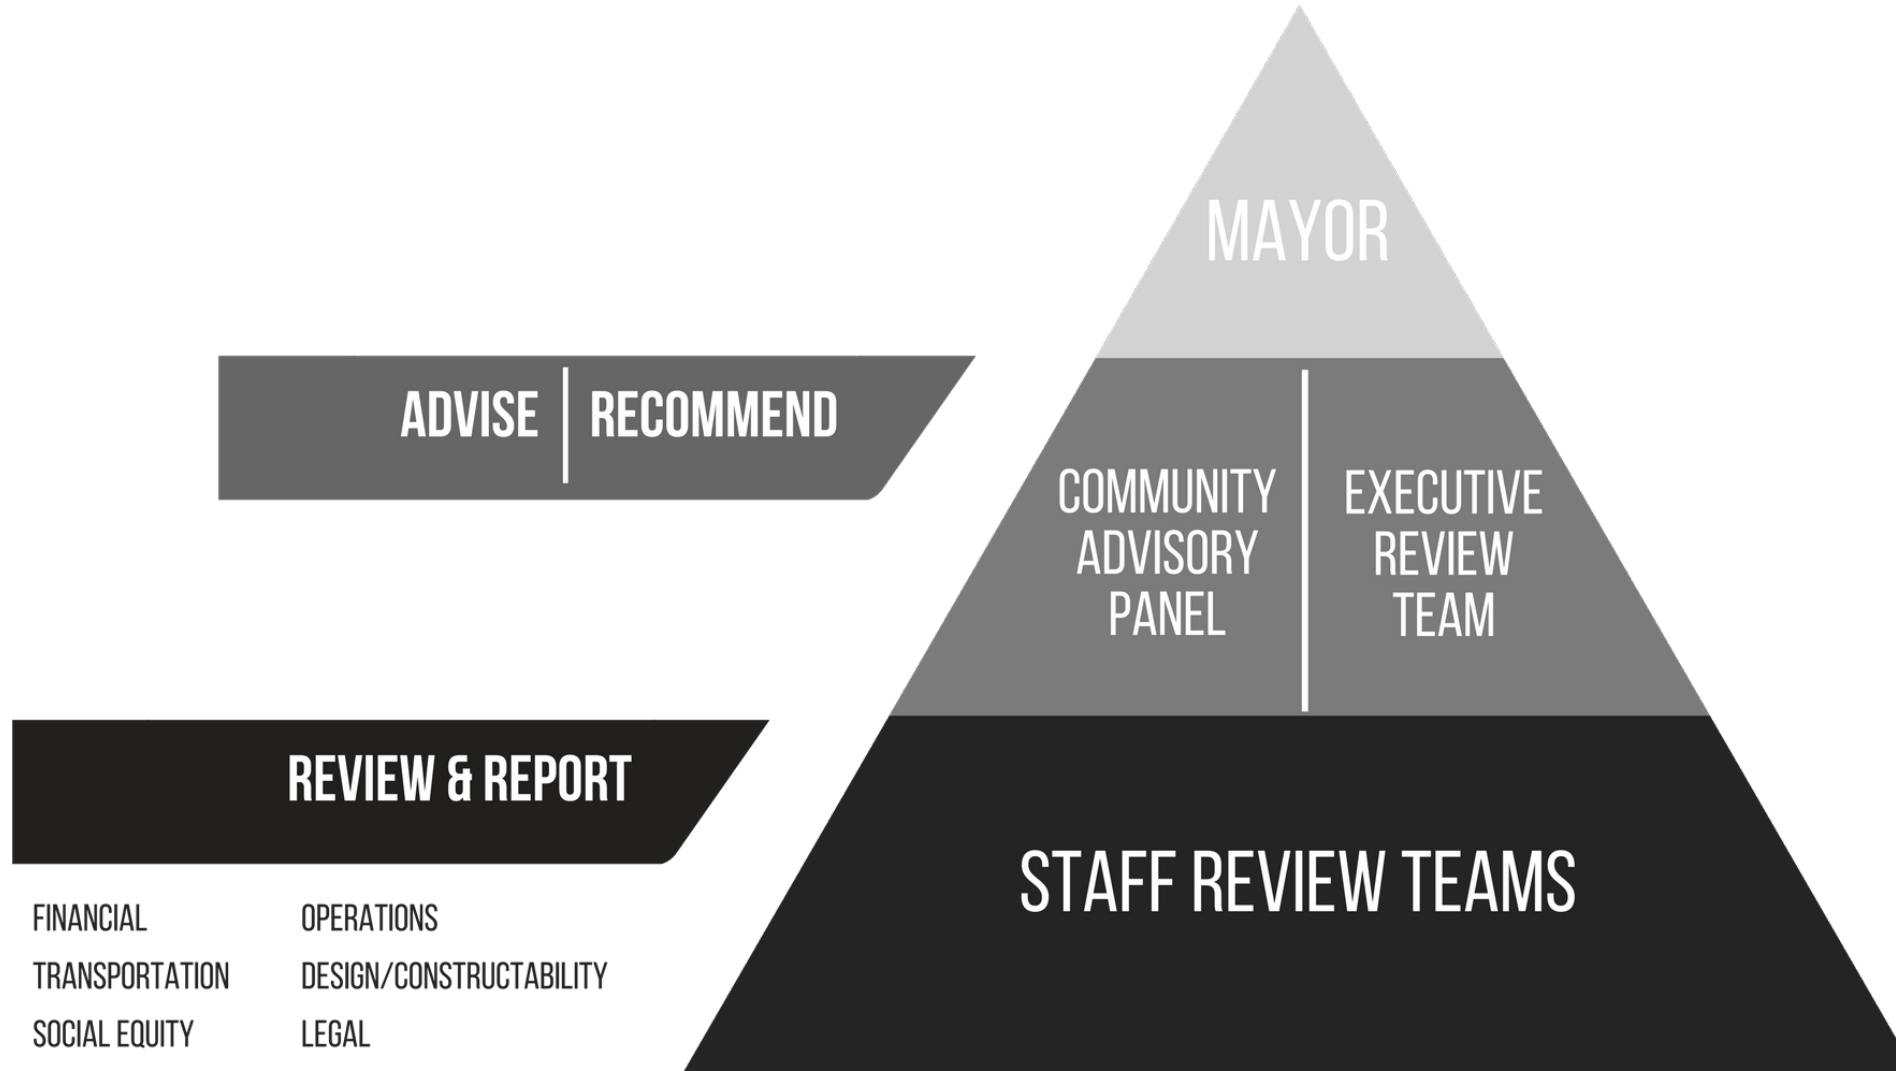 MAYOR
ADVISE | RECOMMEND
COMMUNITY
ADVISORY
PANEL
EXECUTIVE
REVIEW
TEAM
REVIEW & REPORT
STAFF REVIEW TEAMS
FINANCIAL
TRANSPORTATION
SOCIAL EQUITY
OPERATIONS
DESIGN/CONSTRUCTABILITY
LEGAL